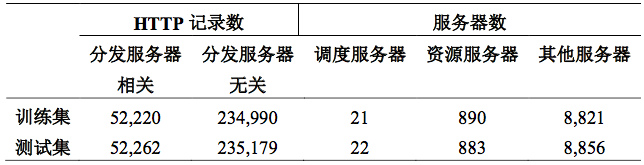 HTTP 记录数 服务器数
分发服务器 分发服务器 调度服务器 资源服务器 其他服务器
相关 无关
训练集 52,220 234,990 21 890 8,821
测试集 52,262 235,179 22 883 8,856